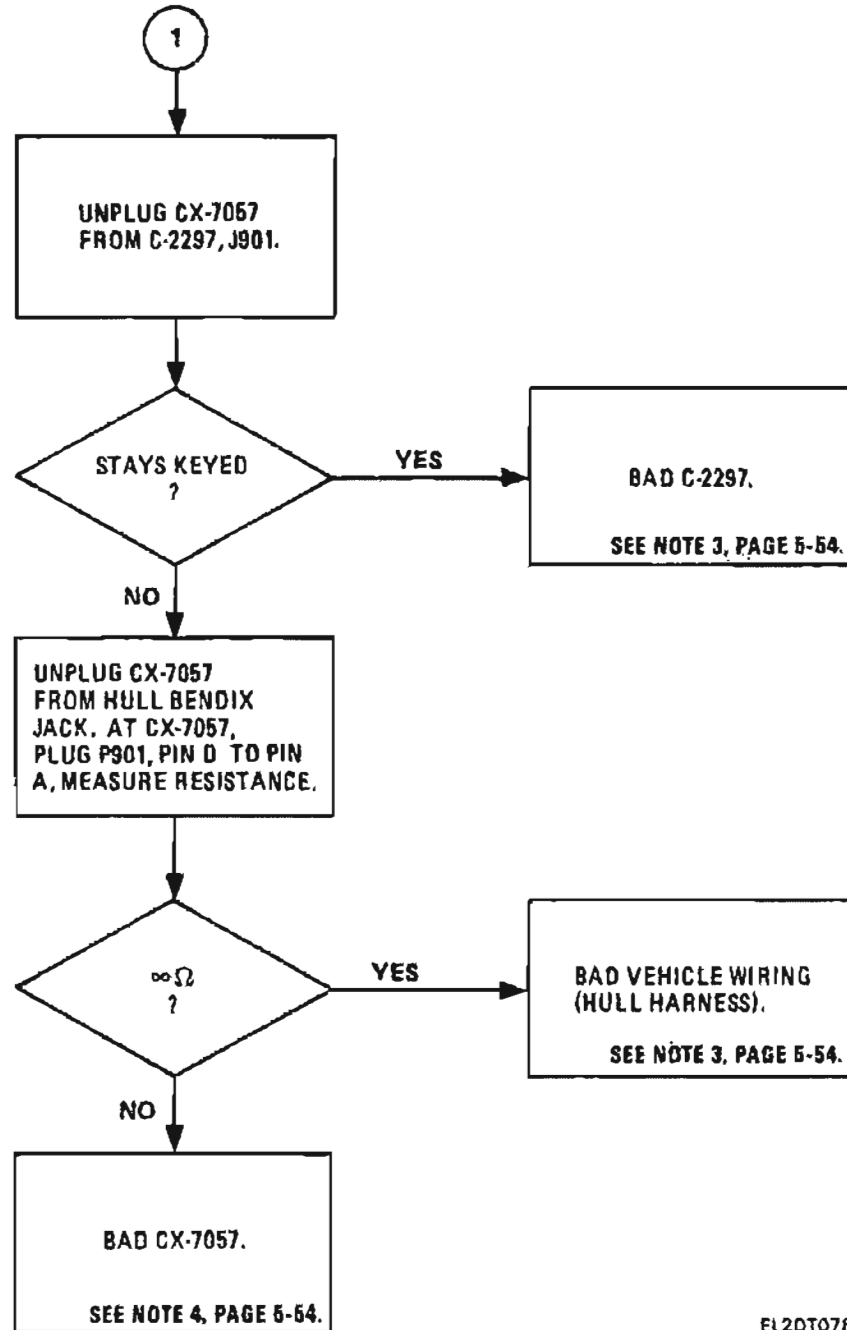 1
UNPLUG CX-7057
FROM C-2297, J901.
STAYS KEYED
?
YES
BAD C-2297.
SEE NOTE 3, PAGE 5-54.
NO
UNPLUG CX-7057
FROM HULL BENDIX
JACK. AT CX-7057,
PLUG P901, PIN D TO PIN
A, MEASURE RESISTANCE.
∞Ω
?
YES
BAD VEHICLE WIRING
(HULL HARNESS).
SEE NOTE 3, PAGE 5-54.
NO
BAD CX-7057.
SEE NOTE 4, PAGE 5-54.
EL2DT078